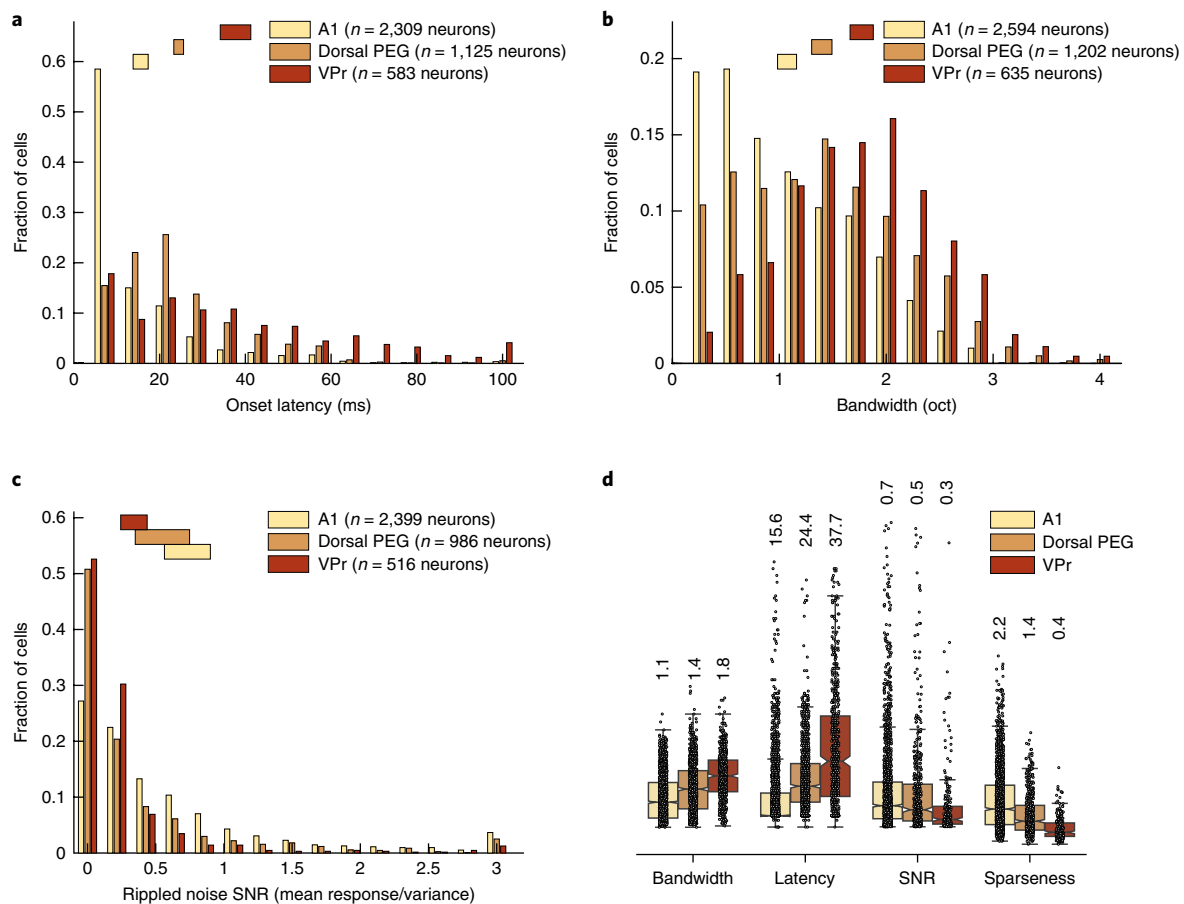 a
A1 (n = 2,309 neurons)
Dorsal PEG (n = 1,125 neurons)
VPr (n = 583 neurons)
0.6
0.5
0.4
0.3
0.2
0.1
0
Fraction of cells
0 20 40 60 80 100
Onset latency (ms)
b
A1 (n = 2,594 neurons)
Dorsal PEG (n = 1,202 neurons)
VPr (n = 635 neurons)
0.2
0.15
0.1
0.05
0
Fraction of cells
0 1 2 3 4
Bandwidth (oct)
c
A1 (n = 2,399 neurons)
Dorsal PEG (n = 986 neurons)
VPr (n = 516 neurons)
0.6
0.5
0.4
0.3
0.2
0.1
0
Fraction of cells
0 0.5 1 1.5 2 2.5 3
Rippled noise SNR (mean response/variance)
d
A1
Dorsal PEG
VPr
1.1 1.4 1.8
15.6 24.4 37.7
0.7 0.5 0.3
2.2 1.4 0.4
Bandwidth Latency SNR Sparseness